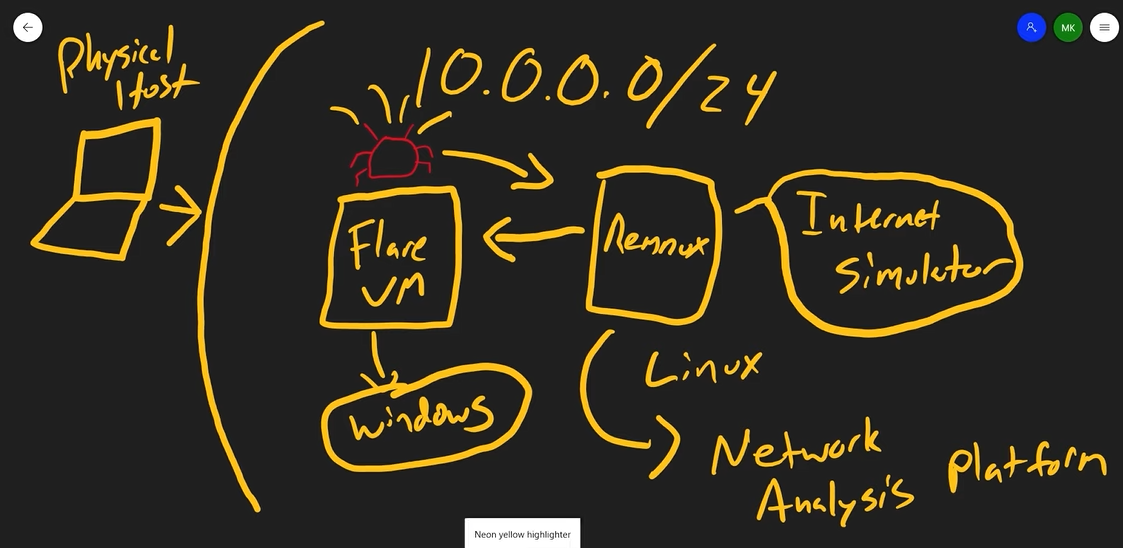 MK
Physical
Host
10.0.0.0/24
Flare
VM
Remnux
Internet
Simulator
Windows
Linux
Network
Analysis Platform
Neon yellow highlighter